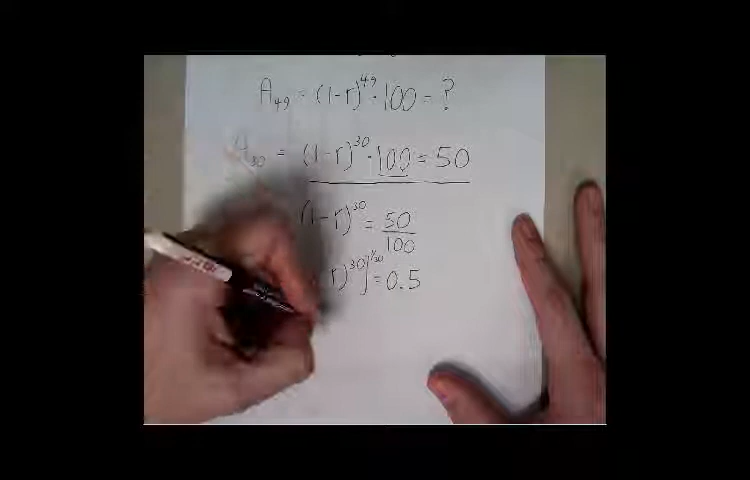 A₄₉ = (1-r)⁴⁹ · 100 = ?
A₃₀ = (1-r)³⁰ · 100 = 50
(1-r)³⁰ = 50/100
r)³⁰]^1/30 = 0.5